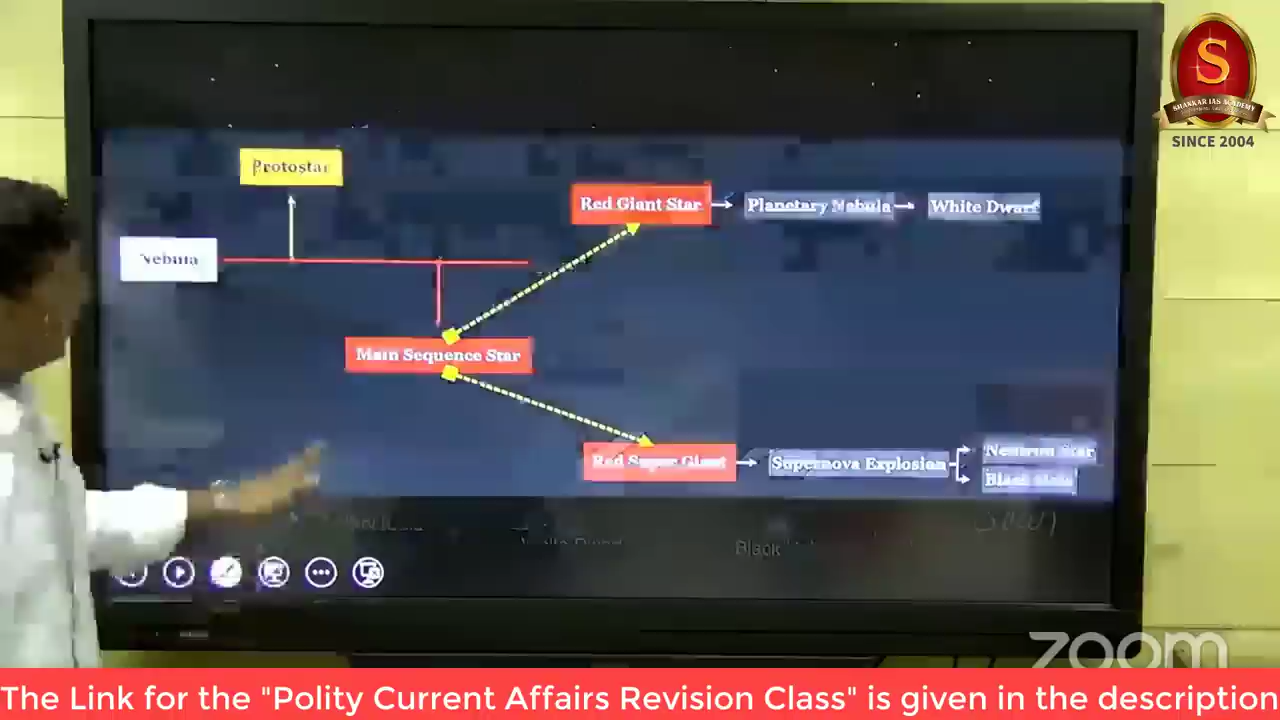 S
SHANKAR IAS ACADEMY
SINCE 2004
Protostar
Nebula
Red Giant Star
Planetary Nebula
White Dwarf
Main Sequence Star
Red Super Giant
Supernova Explosion
Neutron Star
Black Hole
Black
zoom
The Link for the "Polity Current Affairs Revision Class" is given in the description